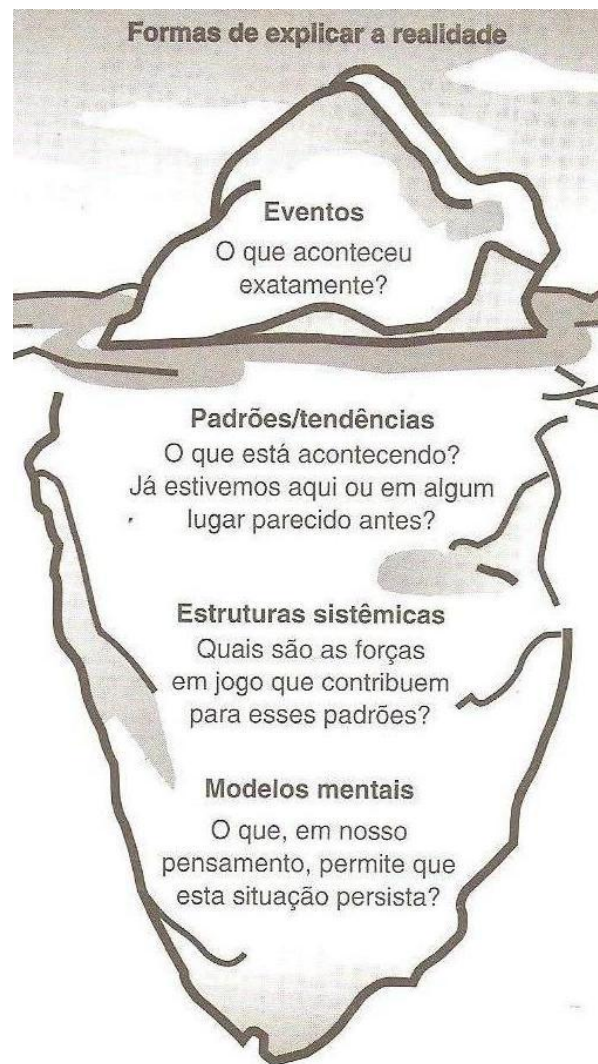 Formas de explicar a realidade
Eventos
O que aconteceu
exatamente?
Padrões/tendências
O que está acontecendo?
Já estivemos aqui ou em algum
lugar parecido antes?
Estruturas sistêmicas
Quais são as forças
em jogo que contribuem
para esses padrões?
Modelos mentais
O que, em nosso
pensamento, permite que
esta situação persista?